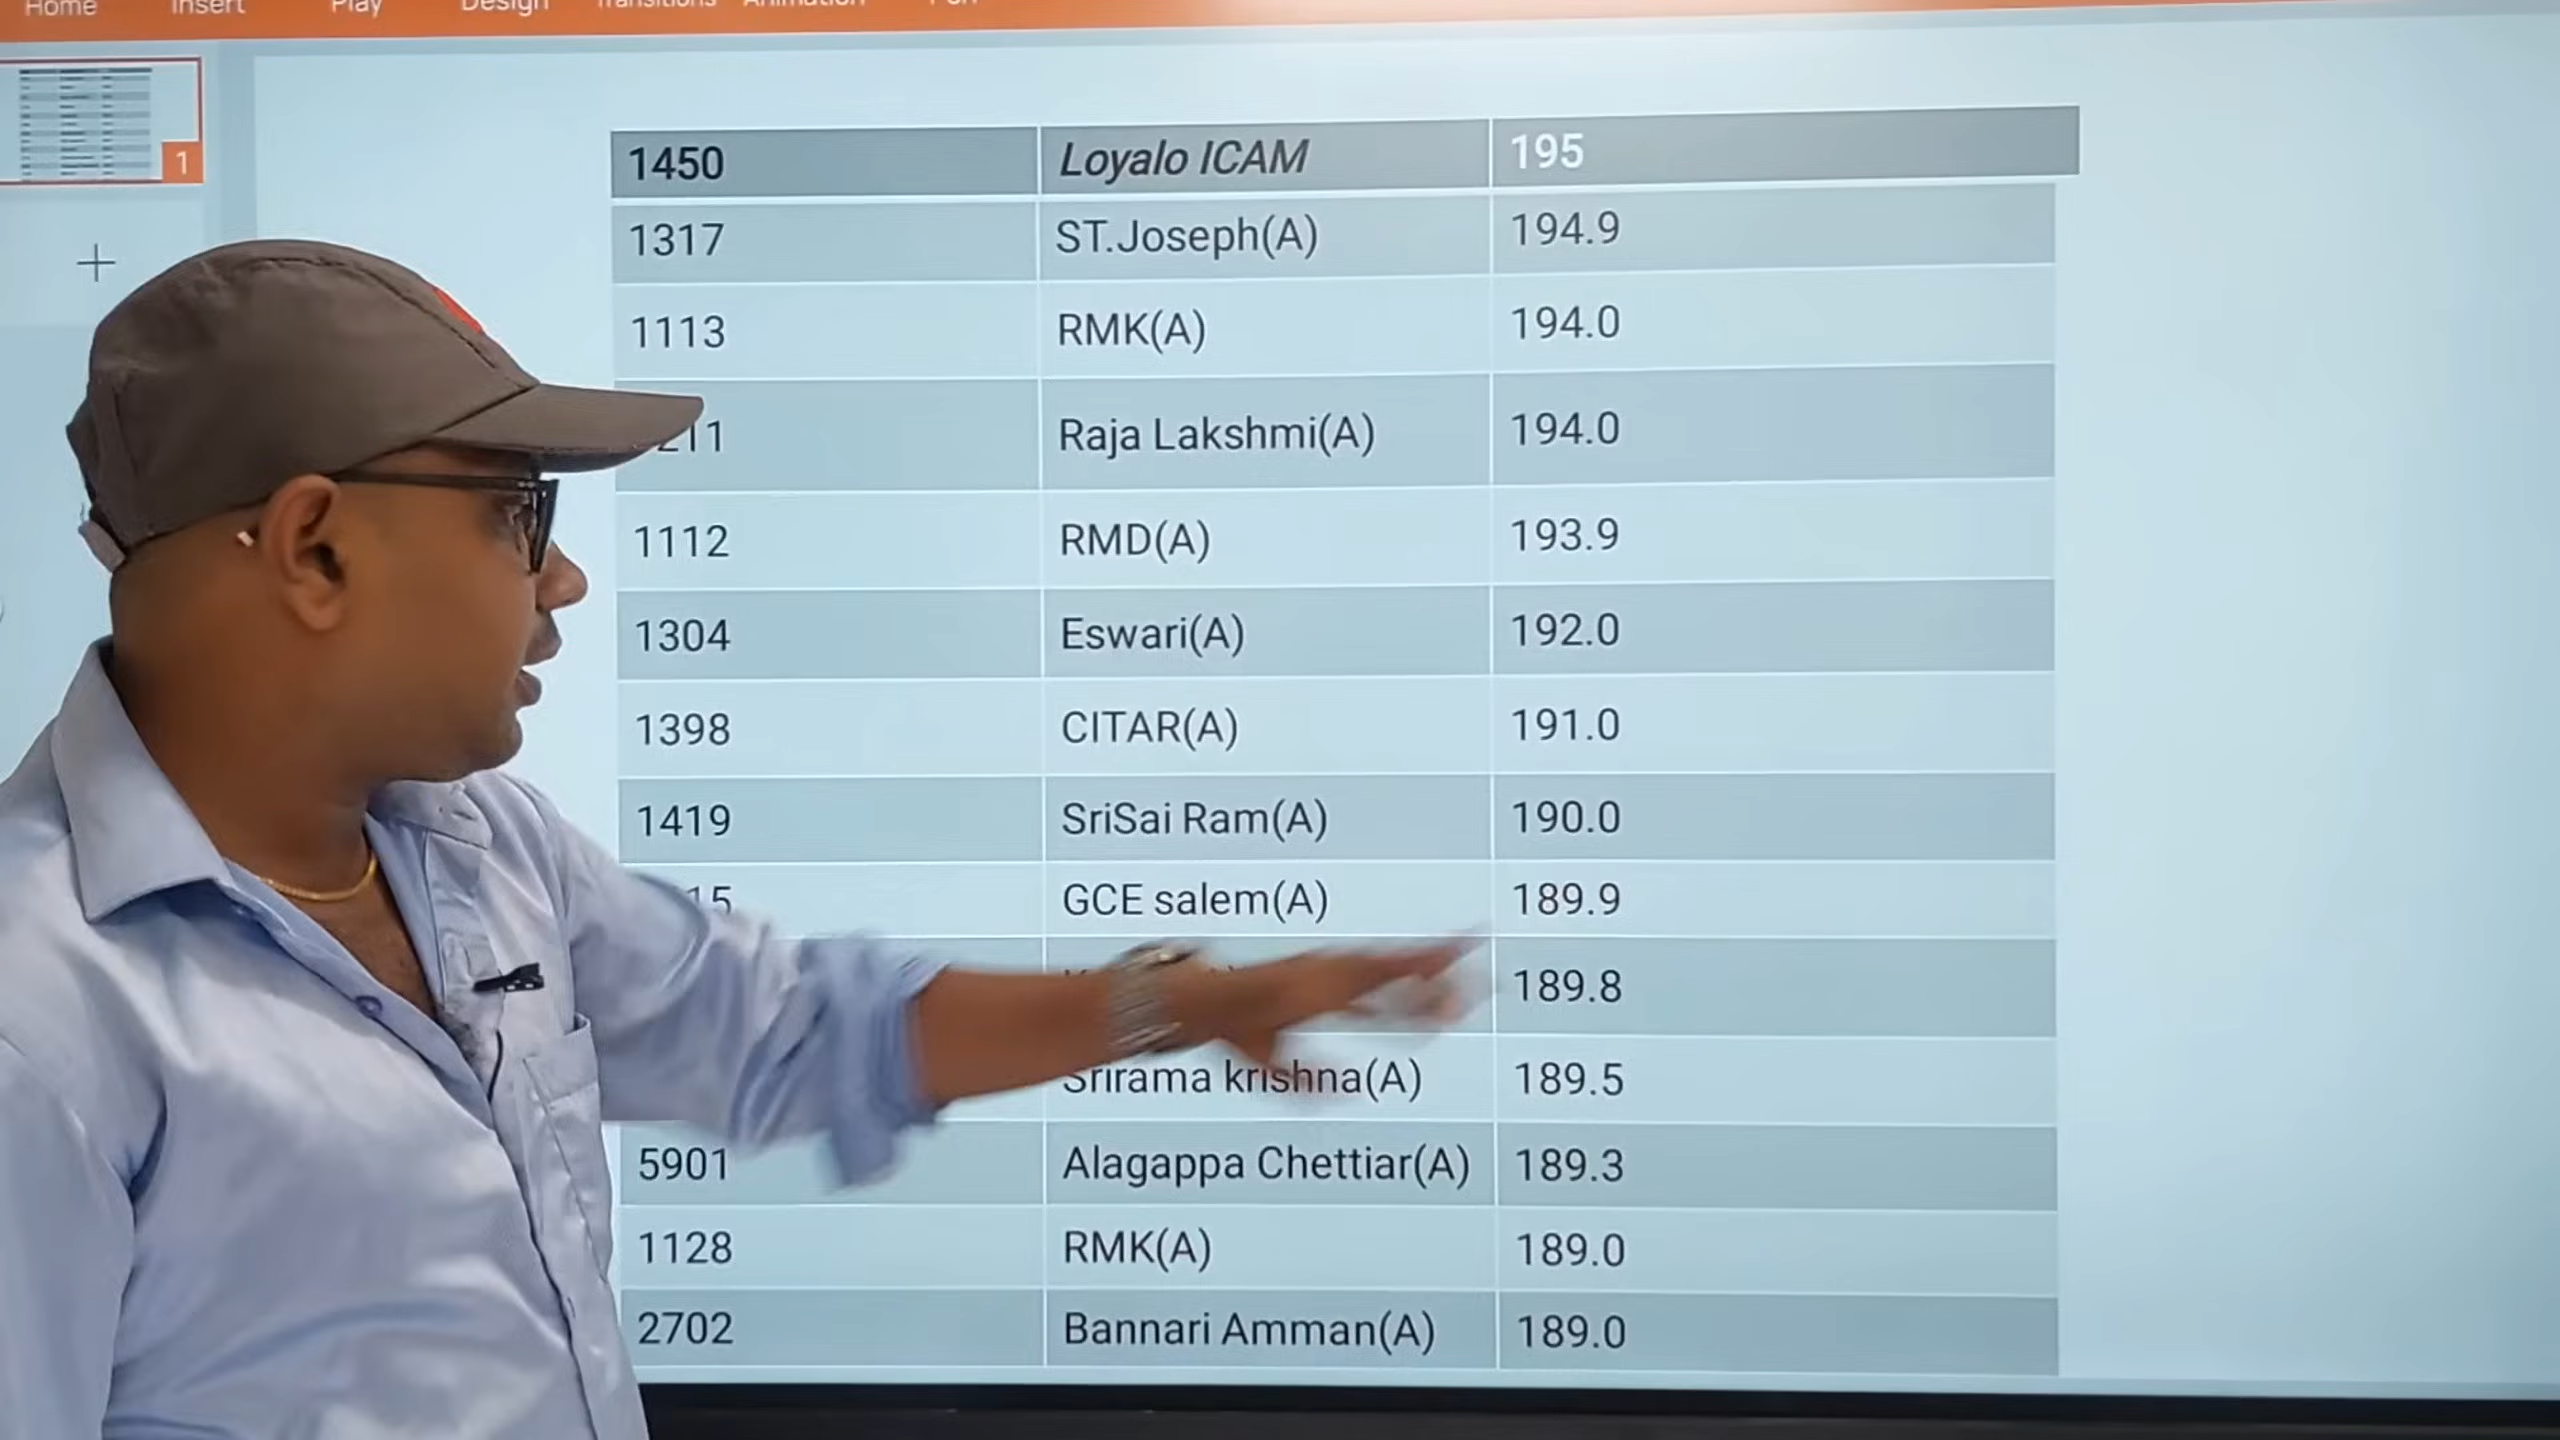 Home Insert Play Design Transitions Animation
1
1450 Loyalo ICAM 195
1317 ST.Joseph(A) 194.9
1113 RMK(A) 194.0
Raja Lakshmi(A) 194.0
1112 RMD(A) 193.9
1304 Eswari(A) 192.0
1398 CITAR(A) 191.0
1419 SriSai Ram(A) 190.0
GCE salem(A) 189.9
189.8
Srirama krishna(A) 189.5
5901 Alagappa Chettiar(A) 189.3
1128 RMK(A) 189.0
2702 Bannari Amman(A) 189.0